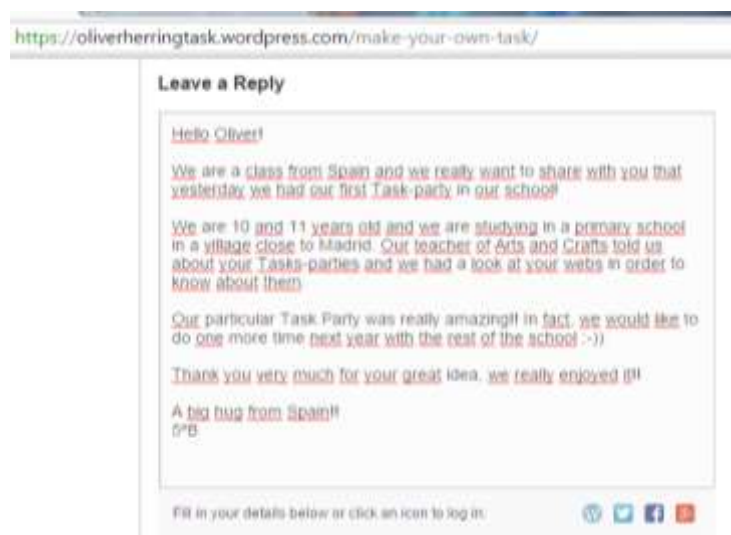 https://oliverherringtask.wordpress.com/make-your-own-task/
Leave a Reply
Hello Oliver!
We are a class from Spain and we really want to share with you that
yesterday we had our first Task-party in our school!!
We are 10 and 11 years old and we are studying in a primary school
in a village close to Madrid. Our teacher of Arts and Crafts told us
about your Tasks-parties and we had a look at your webs in order to
know about them.
Our particular Task Party was really amazing!! In fact, we would like to
do one more time next year with the rest of the school :-))
Thank you very much for your great idea, we really enjoyed it!!
A big hug from Spain!!
Fill in your details below or click an icon to log in: